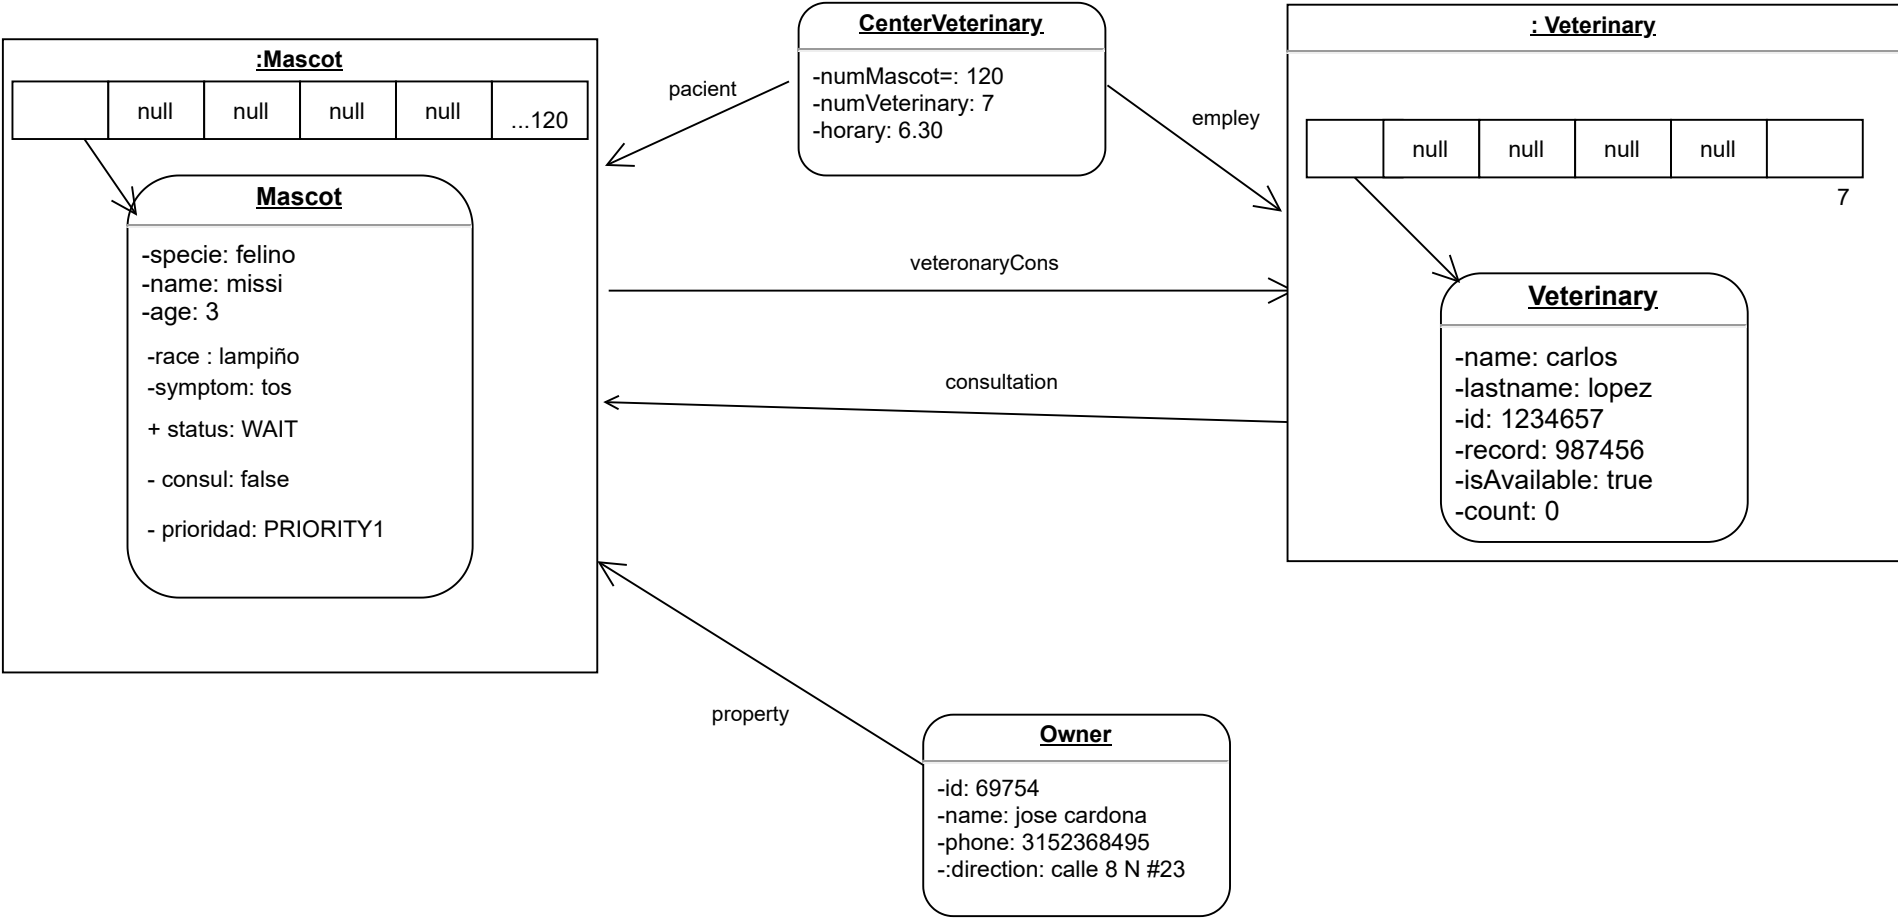 :Mascot
null
null
null
null
...120
Mascot
-specie: felino
-name: missi
-age: 3
-race : lampiño
-symptom: tos
+ status: WAIT
- consul: false
- prioridad: PRIORITY1
pacient
CenterVeterinary
-numMascot=: 120
-numVeterinary: 7
-horary: 6.30
empley
: Veterinary
null
null
null
null
7
Veterinary
-name: carlos
-lastname: lopez
-id: 1234657
-record: 987456
-isAvailable: true
-count: 0
veteronaryCons
consultation
property
Owner
-id: 69754
-name: jose cardona
-phone: 3152368495
-:direction: calle 8 N #23